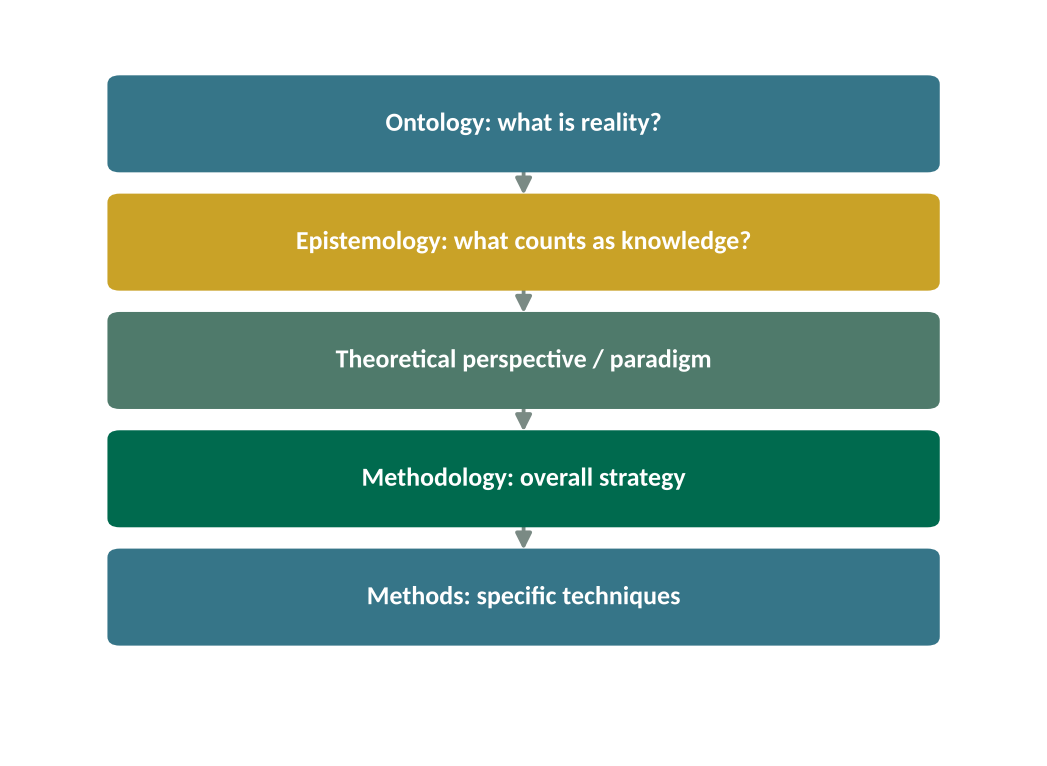 Ontology: what is reality?
Epistemology: what counts as knowledge?
Theoretical perspective / paradigm
Methodology: overall strategy
Methods: specific techniques